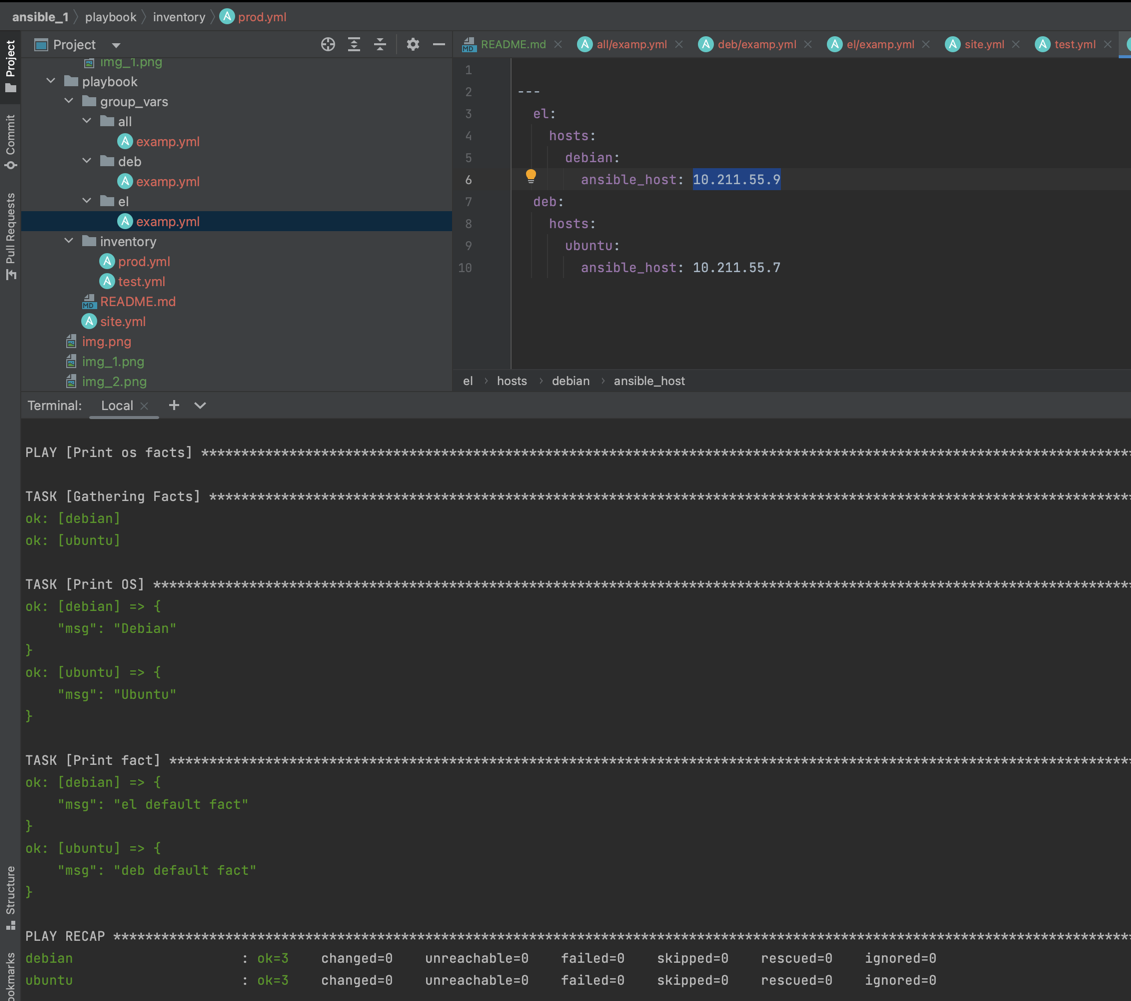 ansible_1 playbook inventory prod.yml
Project
README.md all/examp.yml deb/examp.yml el/examp.yml site.yml test.yml
Project
Commit
Pull Requests
Structure
img_1.png
playbook
group_vars
all
examp.yml
deb
examp.yml
el
examp.yml
inventory
prod.yml
test.yml
README.md
site.yml
img.png
img_1.png
img_2.png
1
2 ---
3 el:
4 hosts:
5 debian:
6 ansible_host: 10.211.55.9
7 deb:
8 hosts:
9 ubuntu:
10 ansible_host: 10.211.55.7
el hosts debian ansible_host
Terminal: Local
PLAY [Print os facts] ********************************************************************************************************************
TASK [Gathering Facts] *******************************************************************************************************************
ok: [debian]
ok: [ubuntu]
TASK [Print OS] **************************************************************************************************************************
ok: [debian] => {
"msg": "Debian"
}
ok: [ubuntu] => {
"msg": "Ubuntu"
}
TASK [Print fact] ************************************************************************************************************************
ok: [debian] => {
"msg": "el default fact"
}
ok: [ubuntu] => {
"msg": "deb default fact"
}
PLAY RECAP *******************************************************************************************************************************
debian : ok=3 changed=0 unreachable=0 failed=0 skipped=0 rescued=0 ignored=0
ubuntu : ok=3 changed=0 unreachable=0 failed=0 skipped=0 rescued=0 ignored=0